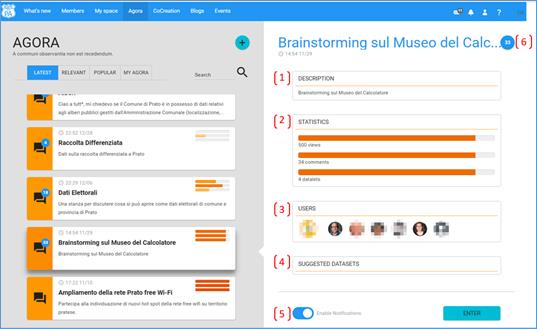 What's new Members My space Agora CoCreation Blogs Events
AGORA
A communi observantia non est recedendum.
LATEST RELEVANT POPULAR MY AGORA Search
Ciao a tutt*, mi chiedevo se il Comune di Prato è in possesso di dati relativi
agli alberi pubblici gestiti dall'Amministrazione Comunale (localizzazione,
22:52 12/28
Raccolta Differenziata
Dati sulla raccolta differenziata a Prato
22:29 12/06
18
Dati Elettorali
Una stanza per discutere cosa si può aprire come dati elettorali di comune e
provincia di Prato
14:54 11/29
33
Brainstorming sul Museo del Calcolatore
Brainstorming sul Museo del Calcolatore
17:22 11/10
Ampliamento della rete Prato free Wi-Fi
Partecipa alla individuazione di nuovi hot spot della rete free wifi su territorio
pratese.
Brainstorming sul Museo del Calc... 33 6
14:54 11/29
1 DESCRIPTION
Brainstorming sul Museo del Calcolatore
2 STATISTICS
500 views
34 comments
4 datalets
3 USERS
4 SUGGESTED DATASETS
5 Enable Notifications ENTER